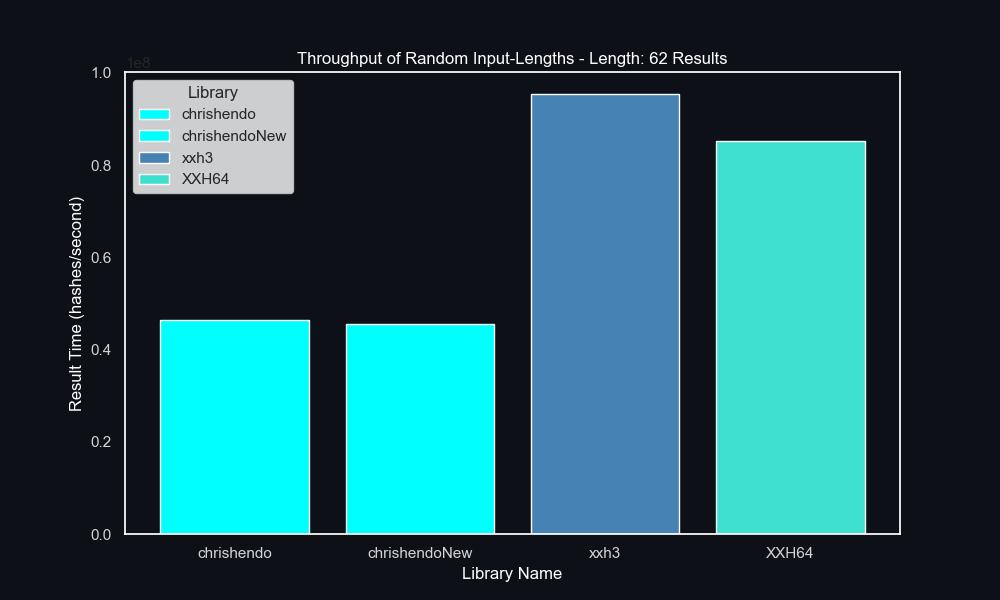 Throughput of Random Input-Lengths - Length: 62 Results
1e8
1.0
0.8
0.6
0.4
0.2
0.0
Result Time (hashes/second)
Library
chrishendo
chrishendoNew
xxh3
XXH64
chrishendo chrishendoNew xxh3 XXH64
Library Name